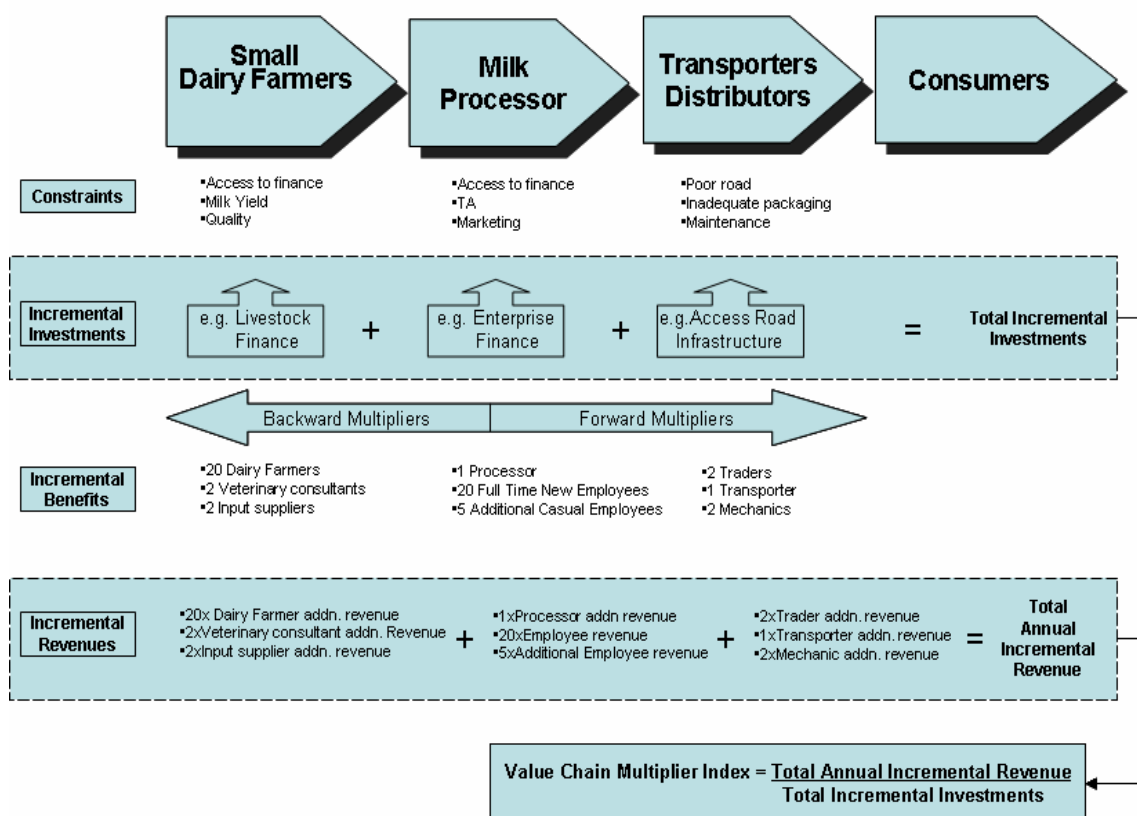 Small
Dairy Farmers
Milk
Processor
Transporters
Distributors
Consumers
Constraints
▪Access to finance
▪Milk Yield
▪Quality
▪Access to finance
▪TA
▪Marketing
▪Poor road
▪Inadequate packaging
▪Maintenance
Incremental
Investments
e.g. Livestock
Finance
+
e.g. Enterprise
Finance
+
e.g.Access Road
Infrastructure
=
Total Incremental
Investments
Backward Multipliers
Forward Multipliers
Incremental
Benefits
▪20 Dairy Farmers
▪2 Veterinary consultants
▪2 Input suppliers
▪1 Processor
▪20 Full Time New Employees
▪5 Additional Casual Employees
▪2 Traders
▪1 Transporter
▪2 Mechanics
Incremental
Revenues
▪20x Dairy Farmer addn. revenue
▪2xVeterinary consultant addn. Revenue
▪2xInput supplier addn. revenue
+
▪1xProcessor addn revenue
▪20xEmployee revenue
▪5xAdditional Employee revenue
+
▪2xTrader addn. revenue
▪1xTransporter addn. revenue
▪2xMechanic addn. revenue
=
Total
Annual
Incremental
Revenue
Value Chain Multiplier Index = Total Annual Incremental Revenue
Total Incremental Investments